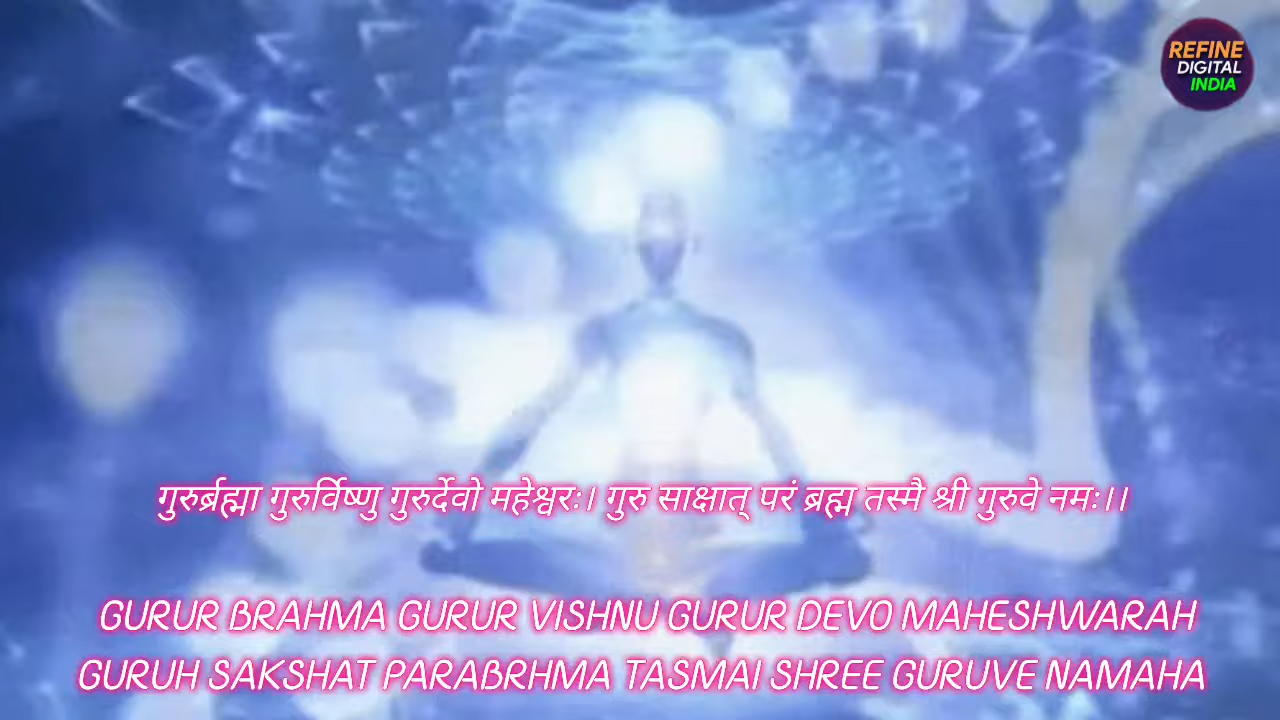 REFINE
DIGITAL
INDIA
गुरुर्ब्रह्मा गुरुर्विष्णु गुरुर्देवो महेश्वरः। गुरु साक्षात् परं ब्रह्म तस्मै श्री गुरुवे नमः।।
GURUR BRAHMA GURUR VISHNU GURUR DEVO MAHESHWARAH
GURUH SAKSHAT PARABRHMA TASMAI SHREE GURUVE NAMAHA